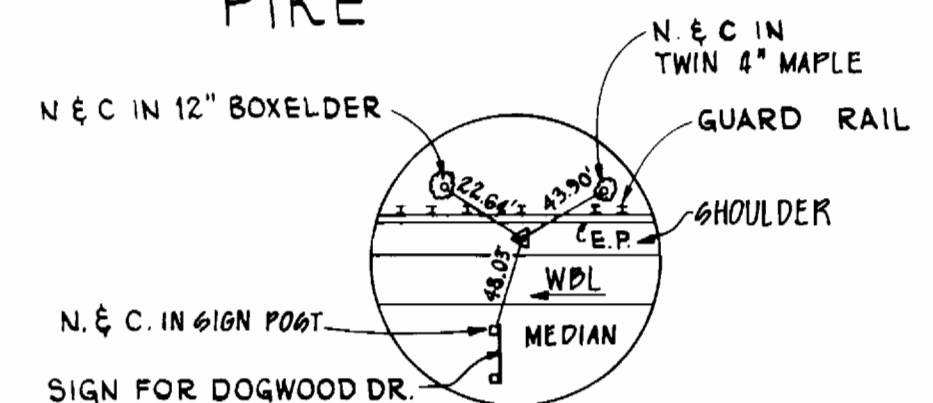 PIKE
N. & C IN
TWIN 4" MAPLE
N & C IN 12" BOXELDER
GUARD RAIL
22.64'
43.90'
SHOULDER
E.P.
48.03'
WBL
N. & C. IN SIGN POST
MEDIAN
SIGN FOR DOGWOOD DR.